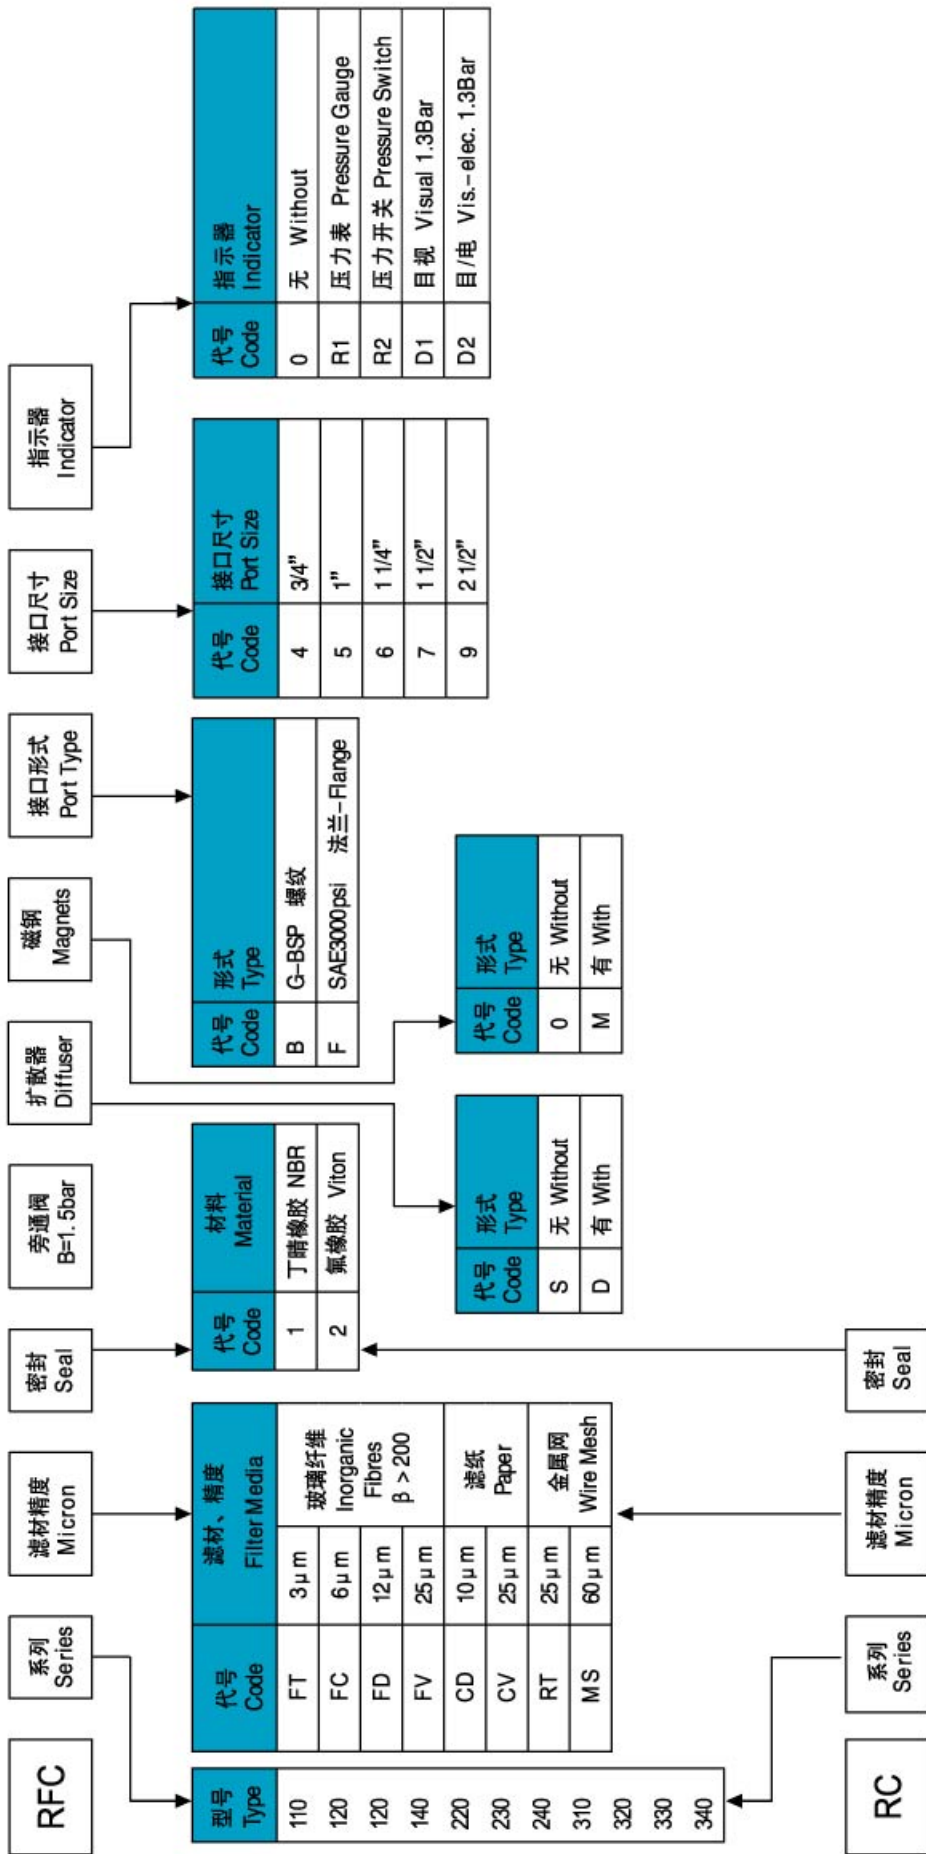 RFC
系列
Series
滤材精度
Micron
密封
Seal
旁通阀
B=1.5bar
扩散器
Diffuser
磁钢
Magnets
接口形式
Port Type
接口尺寸
Port Size
指示器
Indicator
型号
Type
110
120
120
140
220
230
240
310
320
330
340
代号
Code
滤材、精度
Filter Media
FT
3μm
FC
6μm
FD
12μm
FV
25μm
玻璃纤维
Inorganic
Fibres
β>200
CD
10μm
CV
25μm
滤纸
Paper
RT
25μm
MS
60μm
金属网
Wire Mesh
代号
Code
材料
Material
1
丁晴橡胶 NBR
2
氟橡胶 Viton
代号
Code
形式
Type
S
无 Without
D
有 With
代号
Code
形式
Type
0
无 Without
M
有 With
代号
Code
形式
Type
B
G-BSP 螺纹
F
SAE3000psi 法兰-Flange
代号
Code
接口尺寸
Port Size
4
3/4"
5
1"
6
1 1/4"
7
1 1/2"
9
2 1/2"
代号
Code
指示器
Indicator
0
无 Without
R1
压力表 Pressure Gauge
R2
压力开关 Pressure Switch
D1
目视 Visual 1.3Bar
D2
目/电 Vis.-elec. 1.3Bar
RC
系列
Series
滤材精度
Micron
密封
Seal